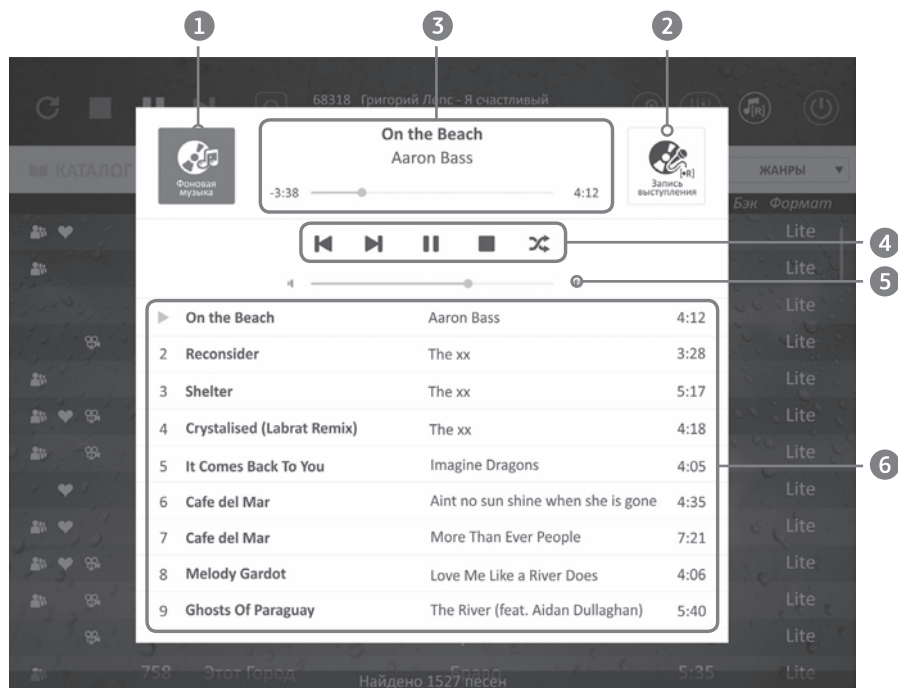 1 3 2
68318 Григорий Лепс - Я счастливый
[R]
On the Beach
Aaron Bass
-3:38 4:12
Фоновая
музыка
[•R]
Запись
выступления
КАТАЛОГ
ЖАНРЫ
Бэк Формат
Lite
4
Lite
5
Lite
On the Beach Aaron Bass 4:12
Lite
2 Reconsider The xx 3:28
Lite
3 Shelter The xx 5:17
Lite
4 Crystalised (Labrat Remix) The xx 4:18
Lite
5 It Comes Back To You Imagine Dragons 4:05
6
Lite
6 Cafe del Mar Aint no sun shine when she is gone 4:35
Lite
7 Cafe del Mar More Than Ever People 7:21
Lite
8 Melody Gardot Love Me Like a River Does 4:06
Lite
9 Ghosts Of Paraguay The River (feat. Aidan Dullaghan) 5:40
Lite
758 Этот Город Браво 5:35 Lite
Найдено 1527 песен